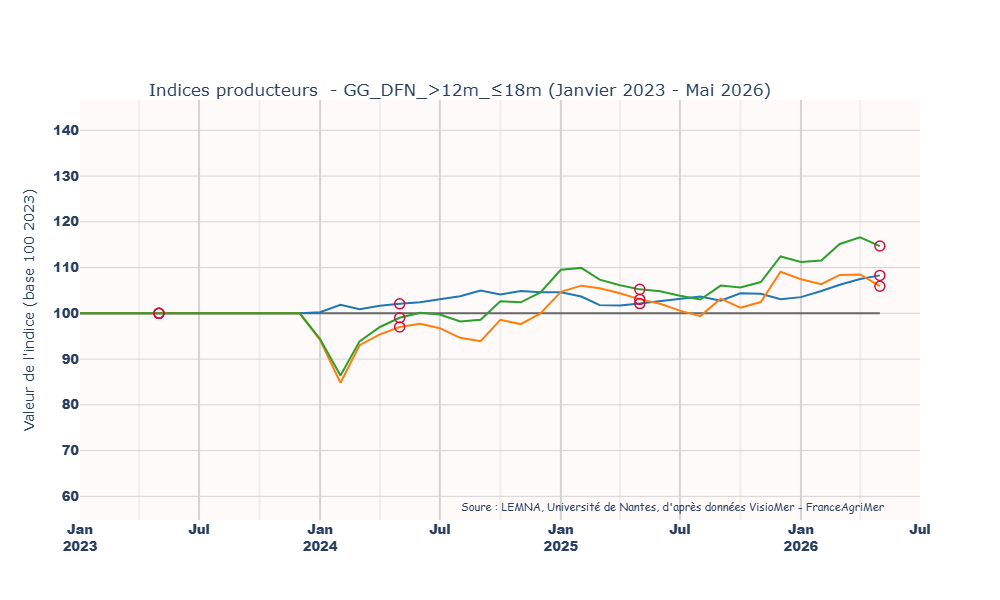 Indices producteurs - GG_DFN_>12m_≤18m (Janvier 2023 - Mai 2026)
Valeur de l'indice (base 100 2023)
140
130
120
110
100
90
80
70
60
Soure : LEMNA, Université de Nantes, d'après données VisioMer - FranceAgriMer
Jan Jul Jan Jul Jan Jul Jan Jul
2023 2024 2025 2026